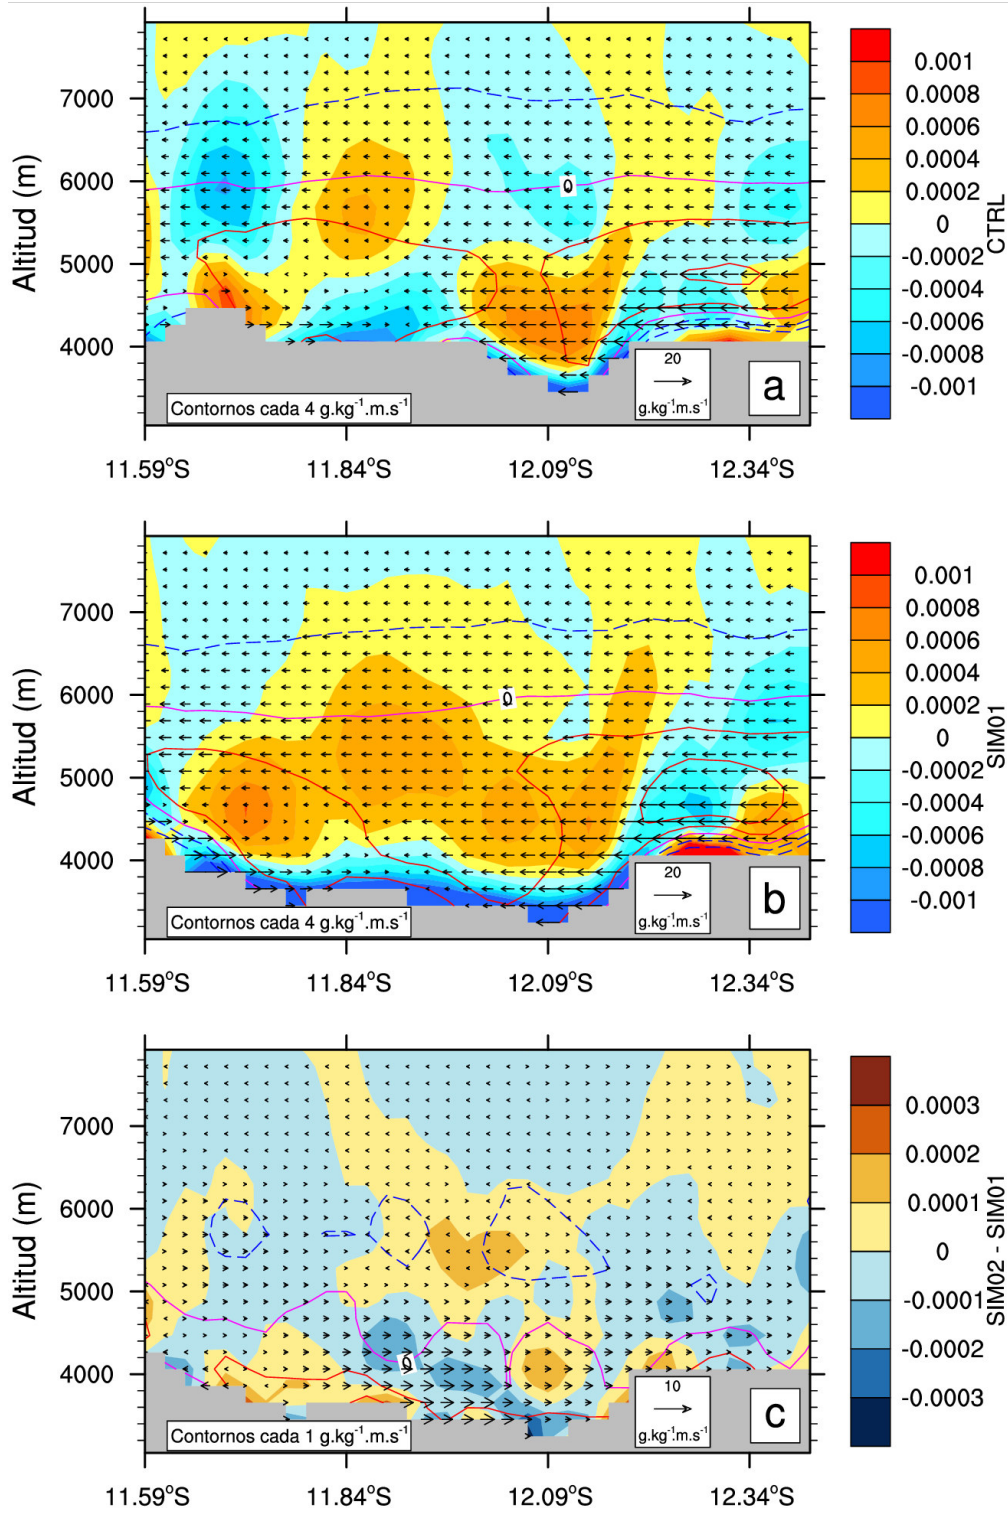 7000
6000
5000
4000
Altitud (m)
0
20
g.kg⁻¹m.s⁻¹
a
Contornos cada 4 g.kg⁻¹.m.s⁻¹
11.59°S
11.84°S
12.09°S
12.34°S
0.001
0.0008
0.0006
0.0004
0.0002
0
-0.0002
-0.0004
-0.0006
-0.0008
-0.001
CTRL
7000
6000
5000
4000
Altitud (m)
0
20
g.kg⁻¹m.s⁻¹
b
Contornos cada 4 g.kg⁻¹.m.s⁻¹
11.59°S
11.84°S
12.09°S
12.34°S
0.001
0.0008
0.0006
0.0004
0.0002
0
-0.0002
-0.0004
-0.0006
-0.0008
-0.001
SIM01
7000
6000
5000
4000
Altitud (m)
0
10
g.kg⁻¹m.s⁻¹
c
Contornos cada 1 g.kg⁻¹.m.s⁻¹
11.59°S
11.84°S
12.09°S
12.34°S
0.0003
0.0002
0.0001
0
-0.0001
-0.0002
-0.0003
SIM02 - SIM01